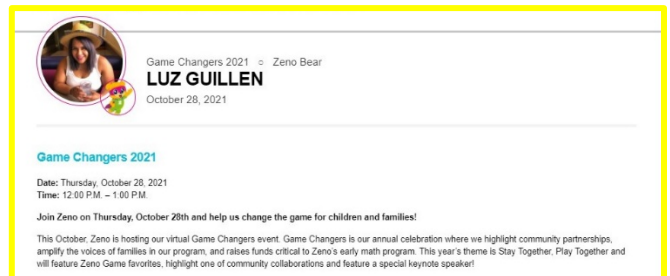 Game Changers 2021 ○ Zeno Bear
LUZ GUILLEN
October 28, 2021
Game Changers 2021
Date: Thursday, October 28, 2021
Time: 12:00 P.M. – 1:00 P.M.
Join Zeno on Thursday, October 28th and help us change the game for children and families!
This October, Zeno is hosting our virtual Game Changers event. Game Changers is our annual celebration where we highlight community partnerships,
amplify the voices of families in our program, and raises funds critical to Zeno's early math program. This year's theme is Stay Together, Play Together and
will feature Zeno Game favorites, highlight one of community collaborations and feature a special keynote speaker!